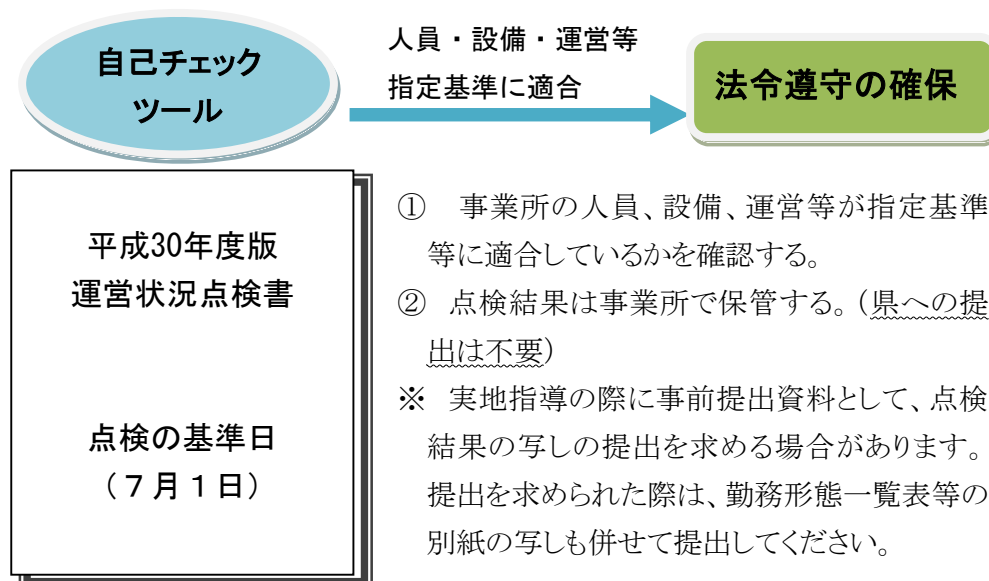 自己チェック
ツール
人員・設備・運営等
指定基準に適合
法令遵守の確保
平成30年度版
運営状況点検書
点検の基準日
（７月１日）
①　事業所の人員、設備、運営等が指定基準
等に適合しているかを確認する。
②　点検結果は事業所で保管する。（県への提
出は不要）
※　実地指導の際に事前提出資料として、点検
結果の写しの提出を求める場合があります。
提出を求められた際は、勤務形態一覧表等の
別紙の写しも併せて提出してください。